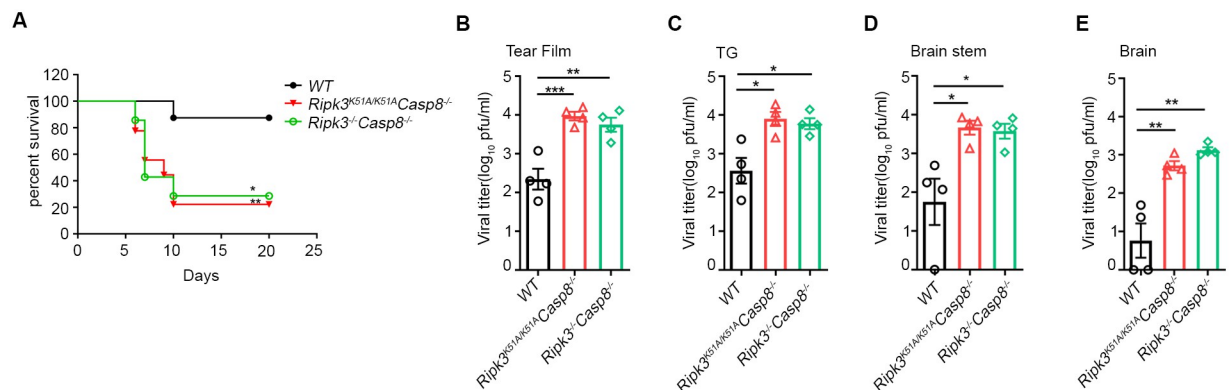 A
percent survival
120
100
80
60
40
20
0
0 5 10 15 20 25
Days
WT
Ripk3K51A/K51ACasp8-/-
Ripk3-/-Casp8-/-
*
**
B
Tear Film
Viral titer(log10 pfu/ml)
5
4
3
2
1
0
**
***
WT
Ripk3K51A/K51ACasp8-/-
Ripk3-/-Casp8-/-
C
TG
Viral titer(log10 pfu/ml)
5
4
3
2
1
0
*
*
WT
Ripk3K51A/K51ACasp8-/-
Ripk3-/-Casp8-/-
D
Brain stem
Viral titer(log10 pfu/ml)
5
4
3
2
1
0
*
*
WT
Ripk3K51A/K51ACasp8-/-
Ripk3-/-Casp8-/-
E
Brain
Viral titer(log10 pfu/ml)
5
4
3
2
1
0
**
**
WT
Ripk3K51A/K51ACasp8-/-
Ripk3-/-Casp8-/-